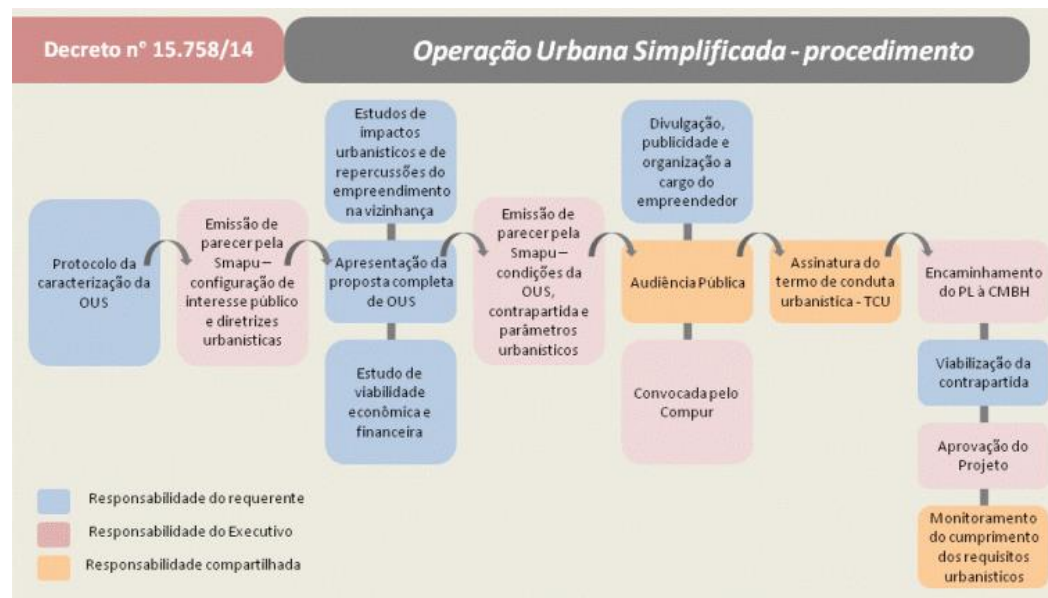 Decreto n° 15.758/14
Operação Urbana Simplificada - procedimento
Protocolo da
caracterização da
OUS
Emissão de
parecer pela
Smapu –
configuração de
interesse público
e diretrizes
urbanísticas
Estudos de
impactos
urbanísticos e de
repercussões do
empreendimento
na vizinhança
Apresentação da
proposta completa
de OUS
Estudo de
viabilidade
econômica e
financeira
Emissão de
parecer pela
Smapu –
condições da
OUS,
contrapartida e
parâmetros
urbanísticos
Divulgação,
publicidade e
organização a
cargo do
empreendedor
Audiência Pública
Convocada pelo
Compur
Assinatura do
termo de conduta
urbanística - TCU
Encaminhamento
do PL à CMBH
Viabilização da
contrapartida
Aprovação do
Projeto
Monitoramento
do cumprimento
dos requisitos
urbanísticos
Responsabilidade do requerente
Responsabilidade do Executivo
Responsabilidade compartilhada